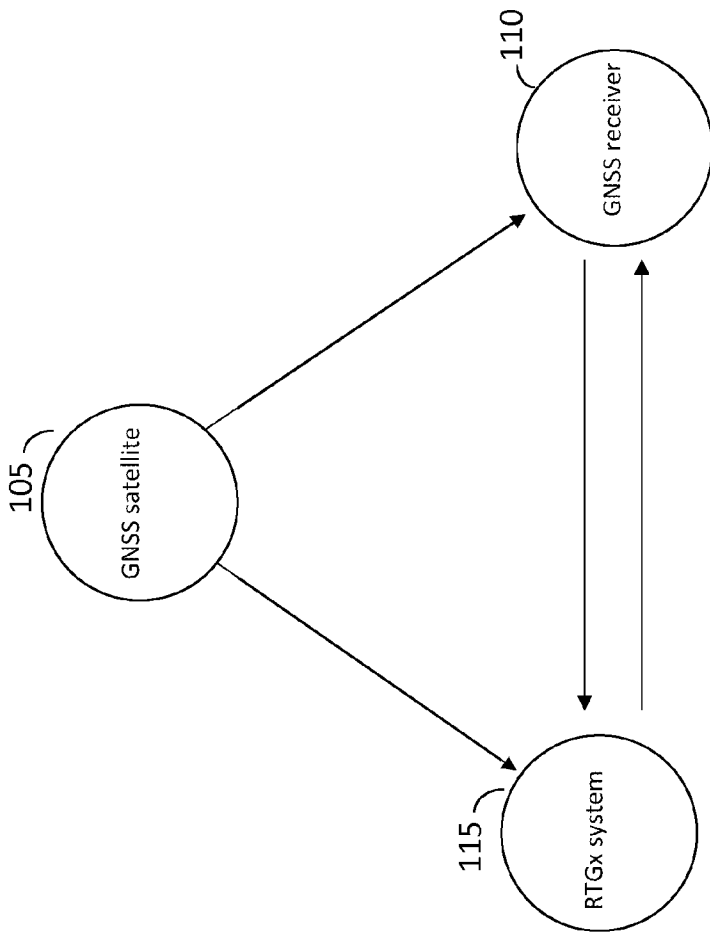 105
GNSS satellite
110
GNSS receiver
115
RTGx system